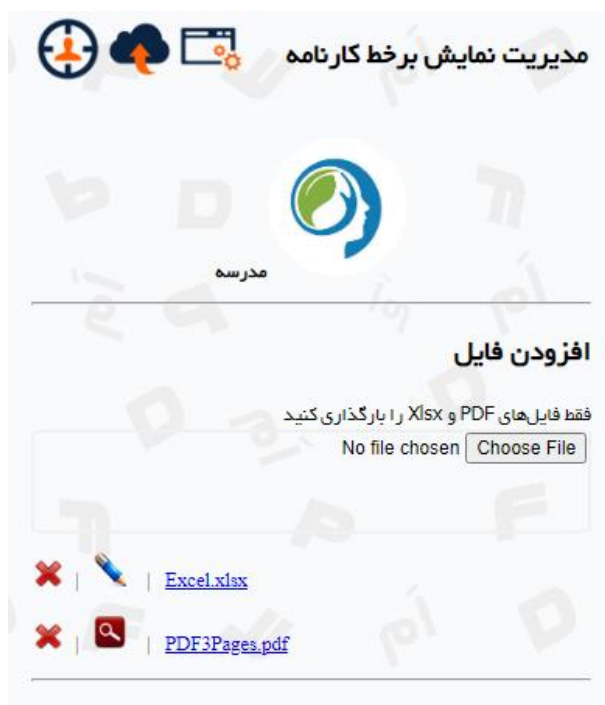 مدیریت نمایش برخط کارنامه
مدرسه
افزودن فایل
فقط فایل‌های PDF و Xlsx را بارگذاری کنید
Choose File No file chosen
Excel.xlsx | |
PDF3Pages.pdf | |